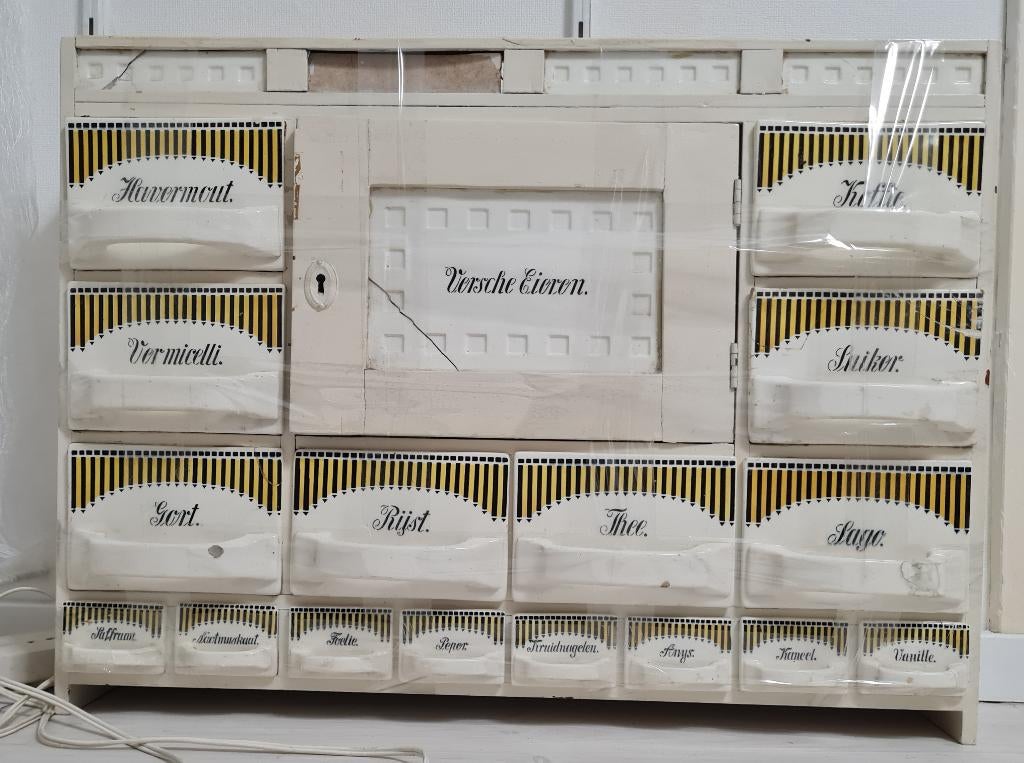 Havermout.
Koffie.
Versche Eieren.
Vermicelli.
Suiker.
Gort.
Rijst.
Thee.
Sago.
Saffraan.
Nootmuskaat.
Foelie.
Peper.
Kruidnagelen.
Anys.
Kaneel.
Vanille.